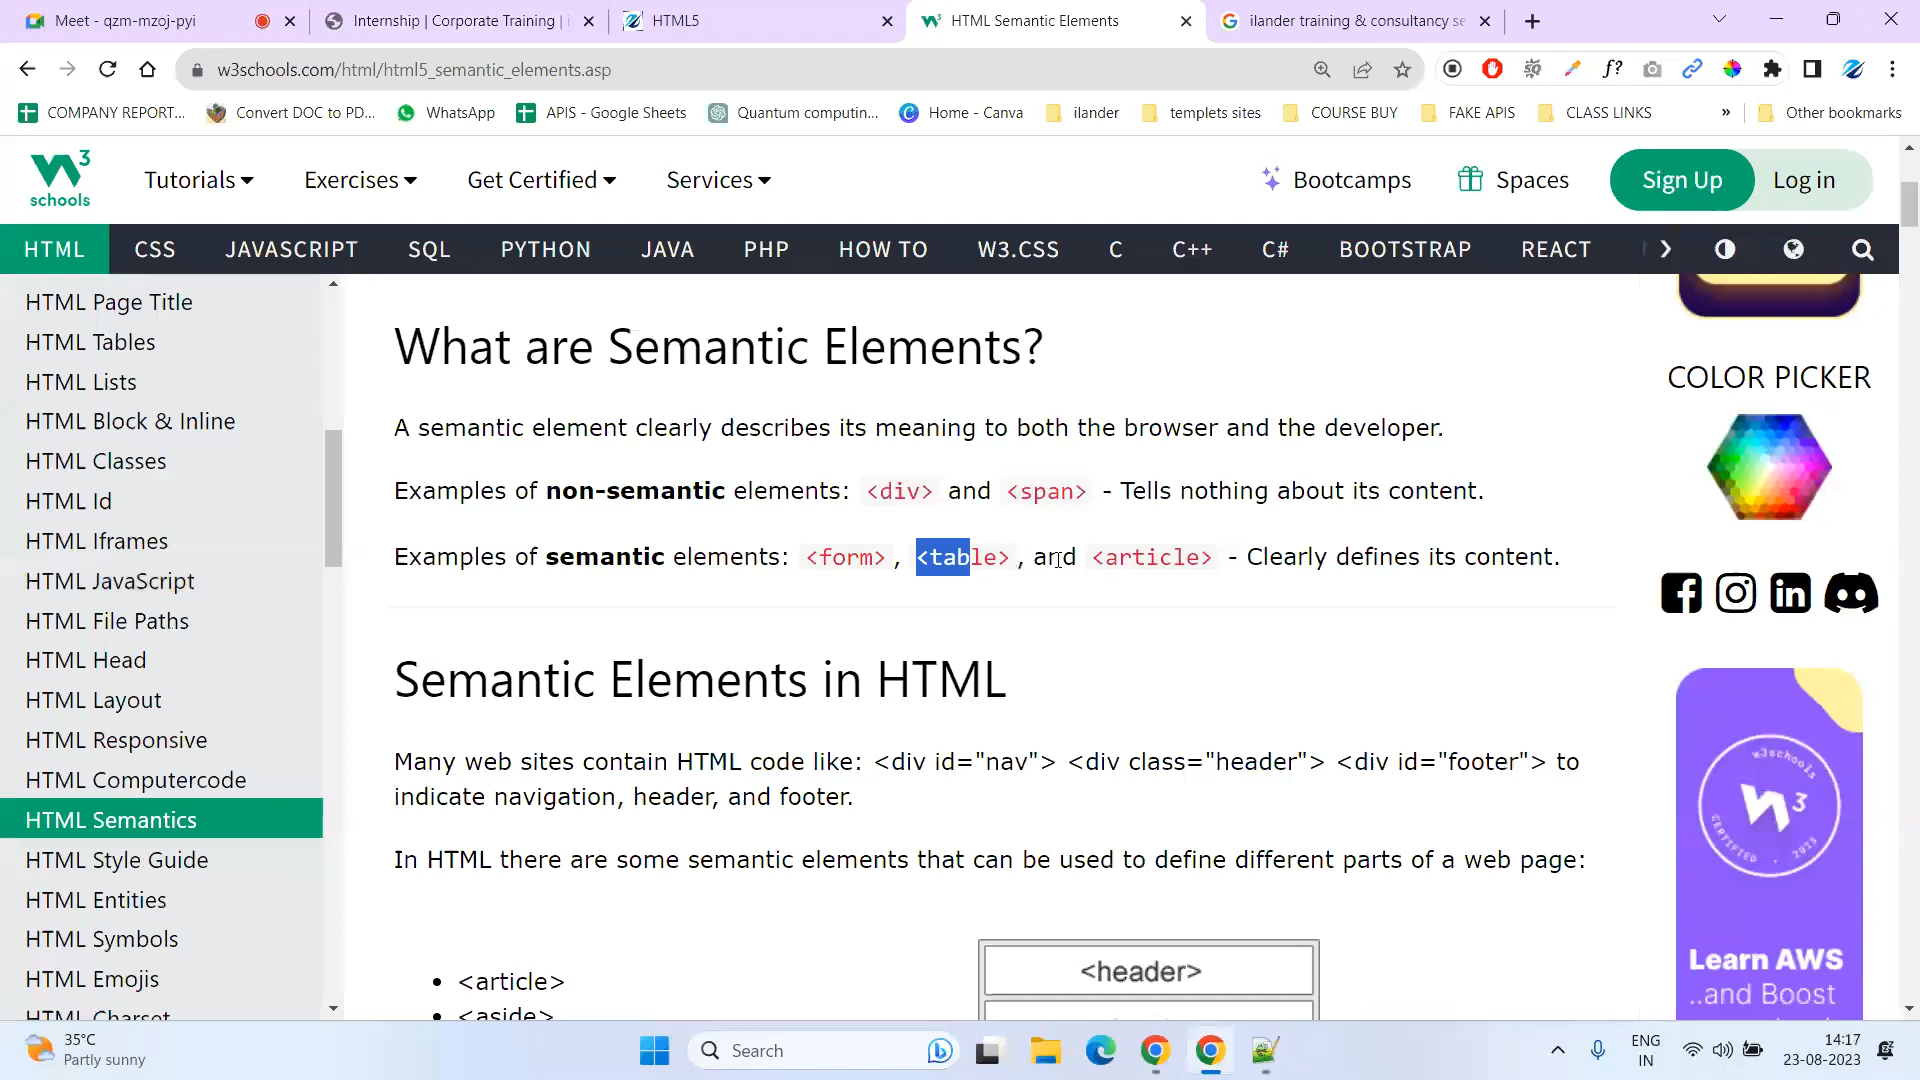 Meet - qzm-mzoj-pyi
Internship | Corporate Training | i
HTML5
HTML Semantic Elements
ilander training & consultancy se
w3schools.com/html/html5_semantic_elements.asp
COMPANY REPORT...
Convert DOC to PD...
WhatsApp
APIS - Google Sheets
Quantum computin...
Home - Canva
ilander
templets sites
COURSE BUY
FAKE APIS
CLASS LINKS
»
Other bookmarks
W3 schools
Tutorials
Exercises
Get Certified
Services
Bootcamps
Spaces
Sign Up
Log in
HTML
CSS
JAVASCRIPT
SQL
PYTHON
JAVA
PHP
HOW TO
W3.CSS
C
C++
C#
BOOTSTRAP
REACT
HTML Page Title
HTML Tables
HTML Lists
HTML Block & Inline
HTML Classes
HTML Id
HTML Iframes
HTML JavaScript
HTML File Paths
HTML Head
HTML Layout
HTML Responsive
HTML Computercode
HTML Semantics
HTML Style Guide
HTML Entities
HTML Symbols
HTML Emojis
HTML Charset
What are Semantic Elements?
A semantic element clearly describes its meaning to both the browser and the developer.
Examples of non-semantic elements: <div> and <span> - Tells nothing about its content.
Examples of semantic elements: <form>, <table>, and <article> - Clearly defines its content.
Semantic Elements in HTML
Many web sites contain HTML code like: <div id="nav"> <div class="header"> <div id="footer"> to
indicate navigation, header, and footer.
In HTML there are some semantic elements that can be used to define different parts of a web page:
• <article>
• <aside>
<header>
COLOR PICKER
w3schools
W3
CERTIFIED . 2023
Learn AWS
..and Boost
35°C
Partly sunny
Search
ENG
IN
14:17
23-08-2023